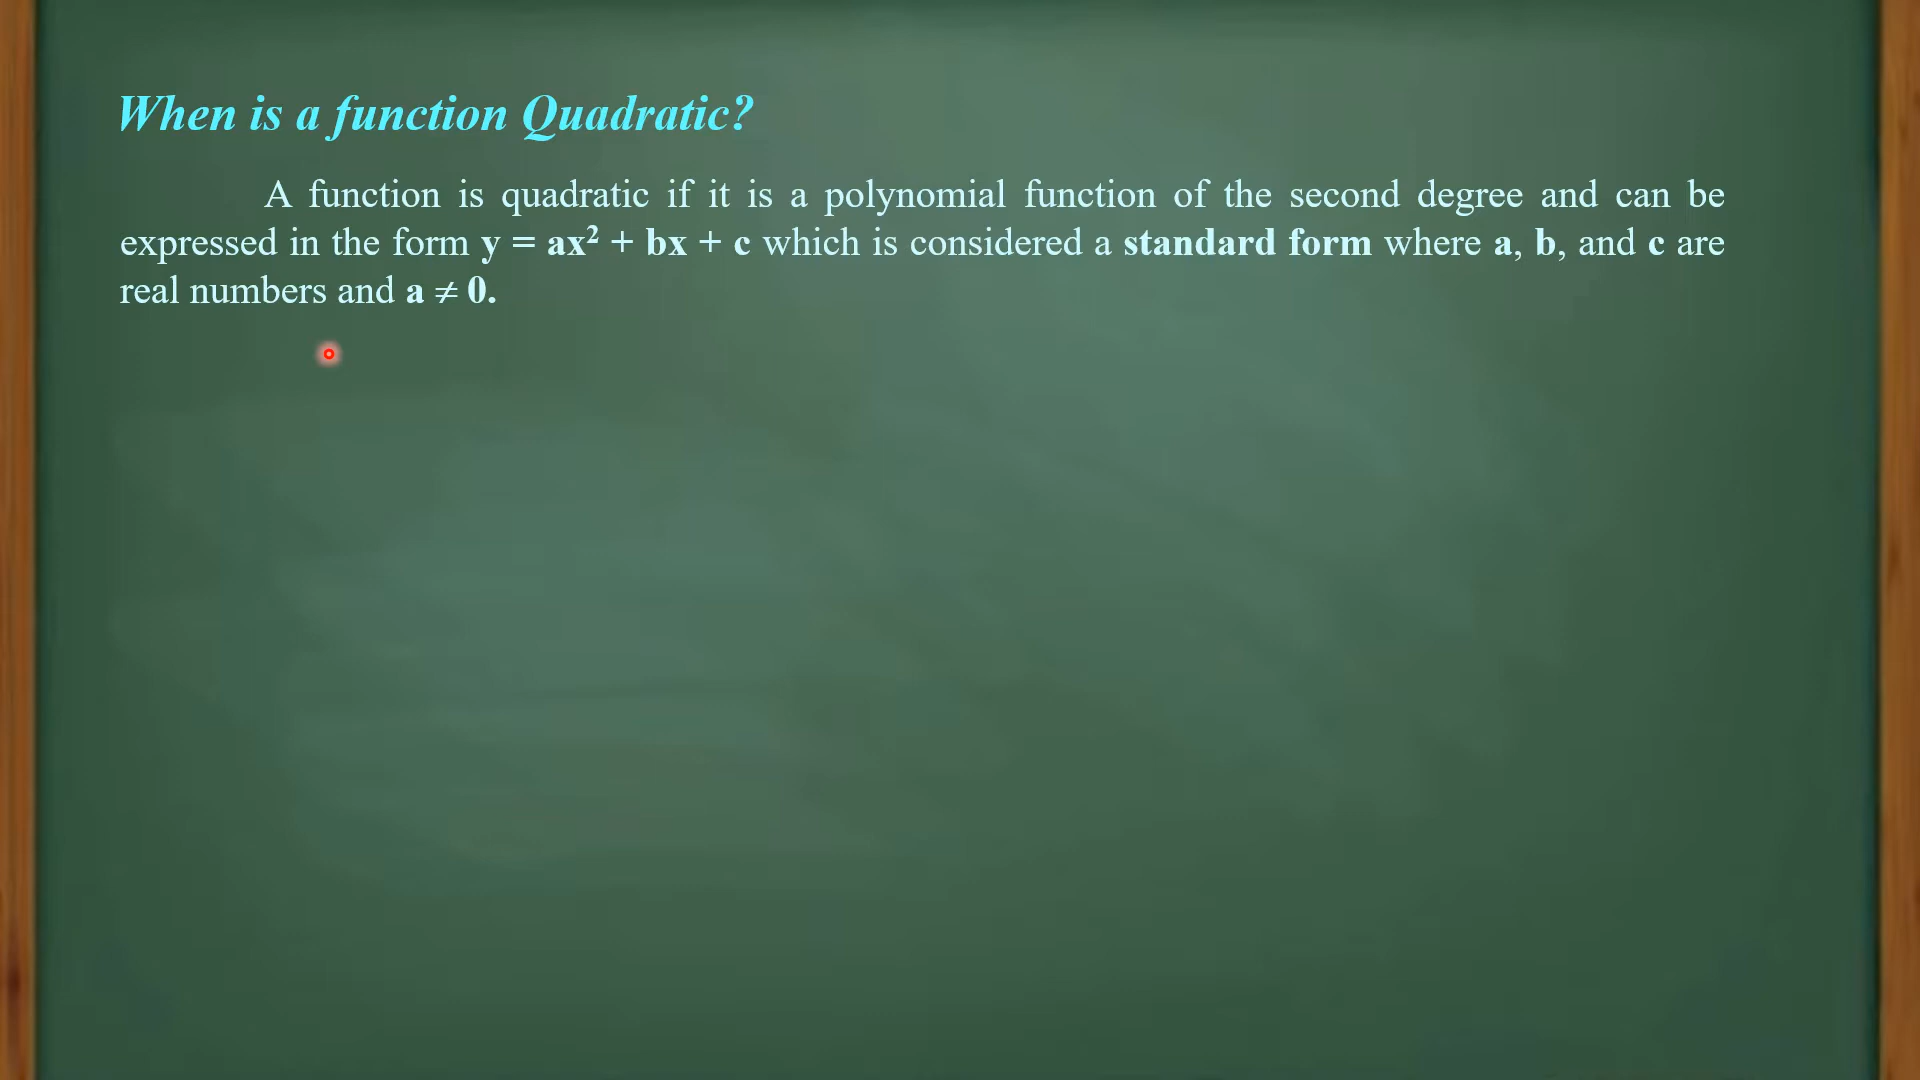 When is a function Quadratic?
A function is quadratic if it is a polynomial function of the second degree and can be
expressed in the form y = ax² + bx + c which is considered a standard form where a, b, and c are
real numbers and a ≠ 0.